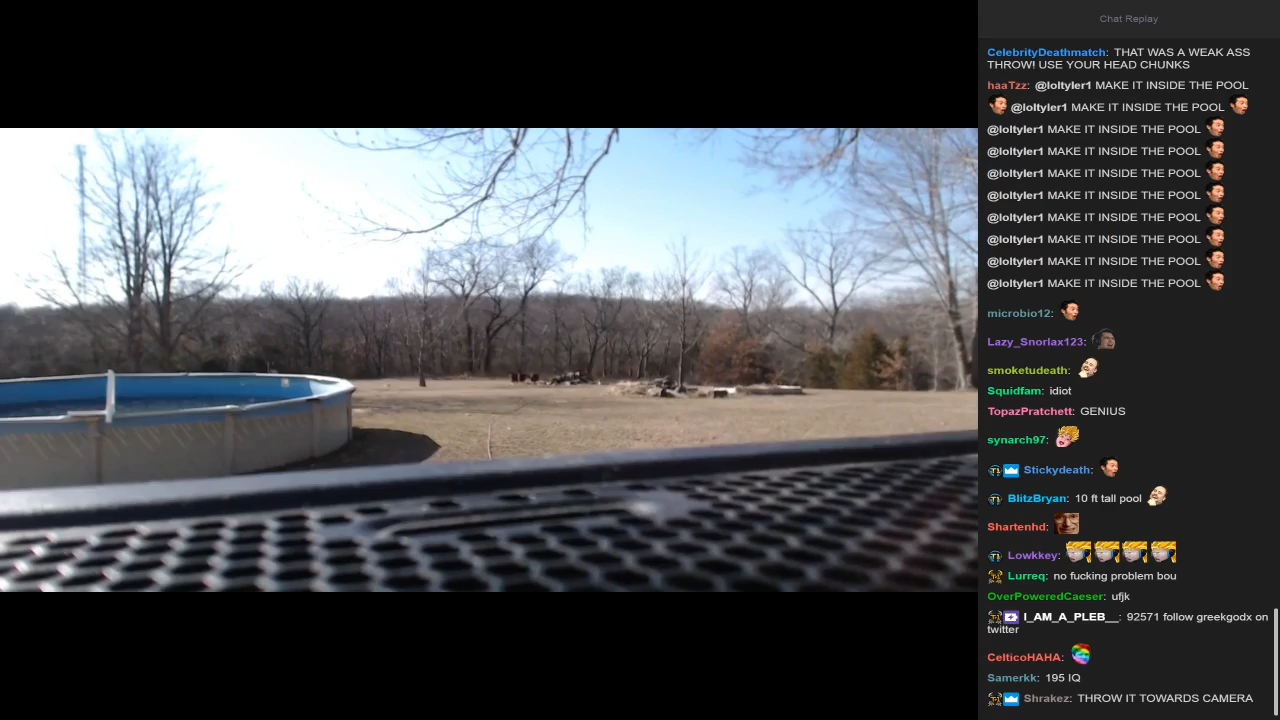 Chat Replay
CelebrityDeathmatch: THAT WAS A WEAK ASS
THROW! USE YOUR HEAD CHUNKS
haaTzz: @loltyler1 MAKE IT INSIDE THE POOL
@loltyler1 MAKE IT INSIDE THE POOL
@loltyler1 MAKE IT INSIDE THE POOL
@loltyler1 MAKE IT INSIDE THE POOL
@loltyler1 MAKE IT INSIDE THE POOL
@loltyler1 MAKE IT INSIDE THE POOL
@loltyler1 MAKE IT INSIDE THE POOL
@loltyler1 MAKE IT INSIDE THE POOL
@loltyler1 MAKE IT INSIDE THE POOL
@loltyler1 MAKE IT INSIDE THE POOL
microbio12:
Lazy_Snorlax123:
smoketudeath:
Squidfam: idiot
TopazPratchett: GENIUS
synarch97:
Stickydeath:
BlitzBryan: 10 ft tall pool
Shartenhd:
Lowkkey:
Lurreq: no fucking problem bou
OverPoweredCaeser: ufjk
I_AM_A_PLEB__: 92571 follow greekgodx on
twitter
CelticoHAHA:
Samerkk: 195 IQ
Shrakez: THROW IT TOWARDS CAMERA